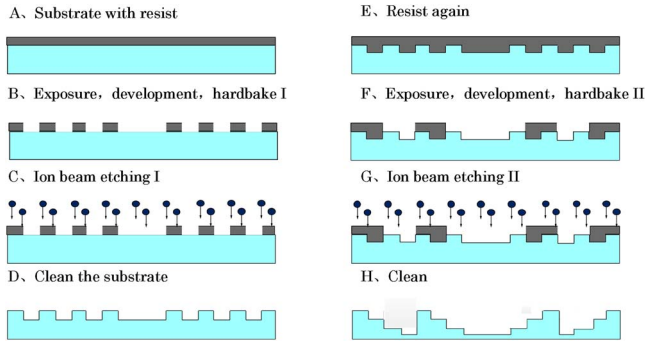 A、Substrate with resist
B、Exposure，development，hardbake I
C、Ion beam etching I
D、Clean the substrate
E、Resist again
F、Exposure，development，hardbake II
G、Ion beam etching II
H、Clean